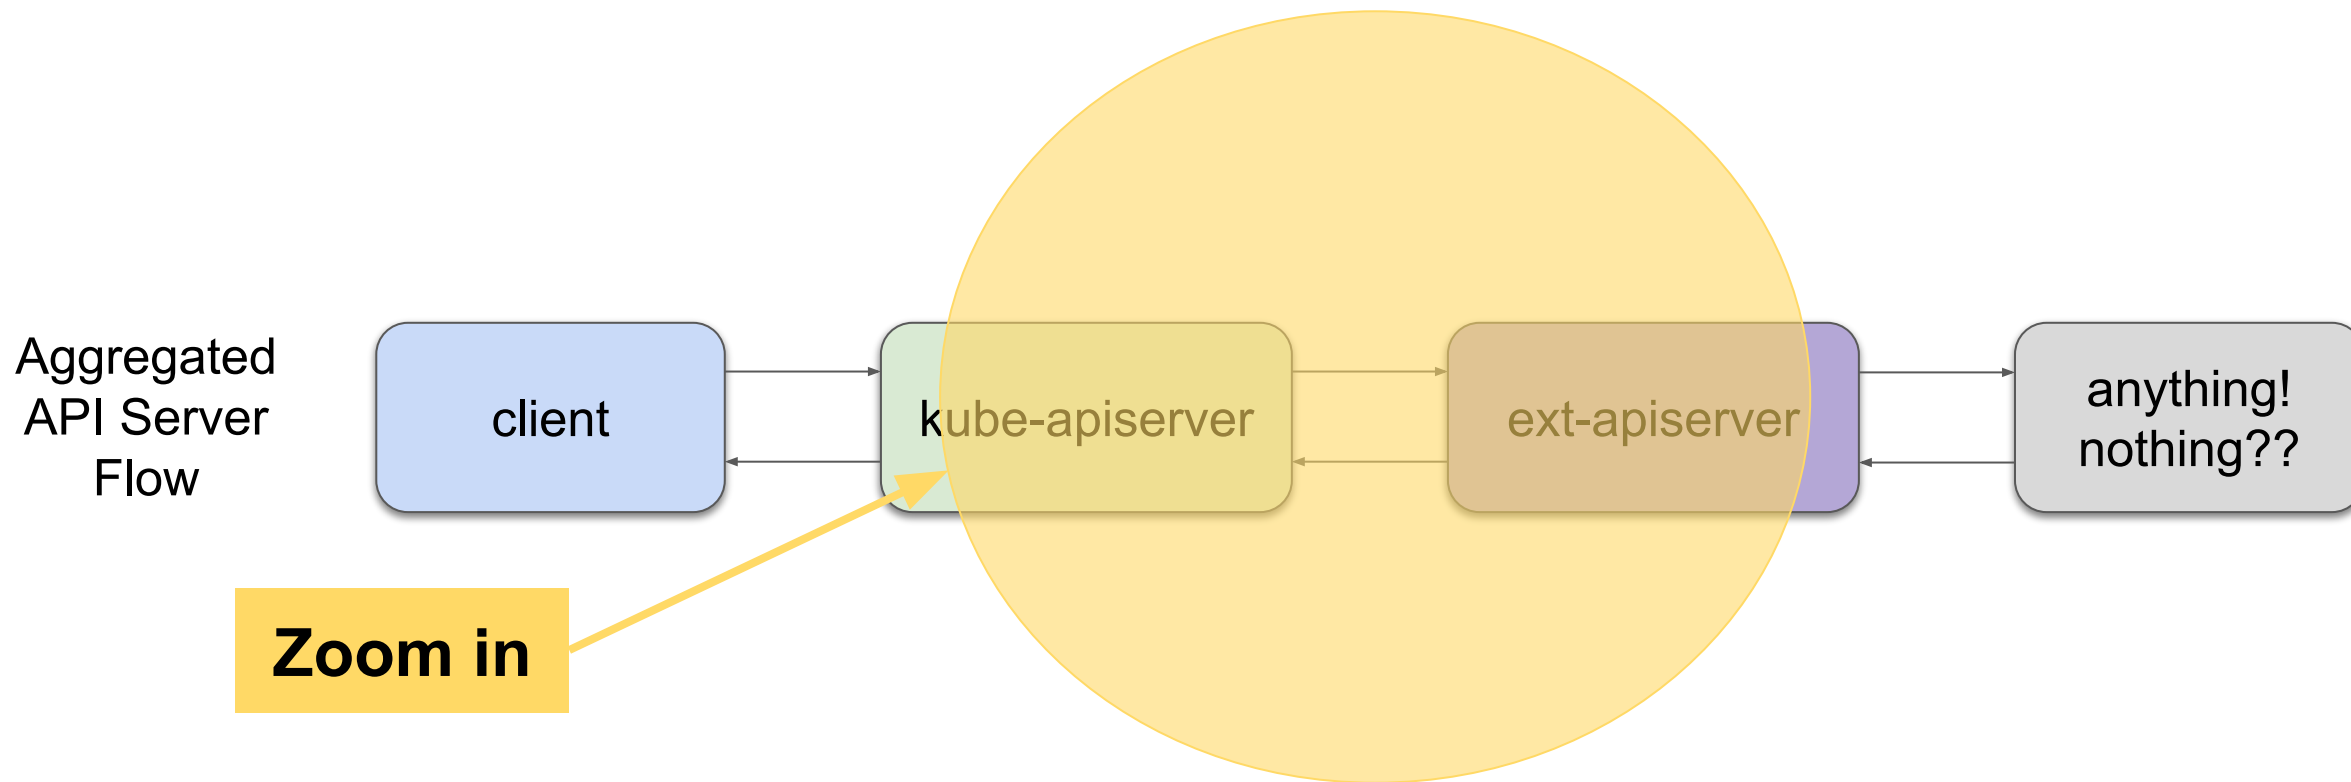 Aggregated
API Server
Flow
client
kube-apiserver
ext-apiserver
anything!
nothing??
Zoom in